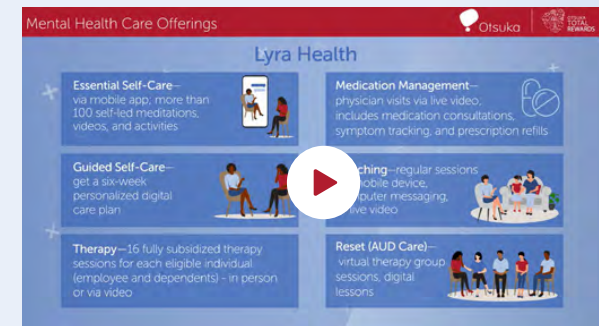 Mental Health Care Offerings
Otsuka
OTSUKA
TOTAL
REWARDS
Lyra Health
Essential Self-Care—
via mobile app; more than
100 self-led meditations,
videos, and activities
Medication Management—
physician visits via live video;
includes medication consultations,
symptom tracking, and prescription refills
Guided Self-Care—
get a six-week
personalized digital
care plan
ching—regular sessions
mobile device,
puter messaging,
live video
Therapy—16 fully subsidized therapy
sessions for each eligible individual
(employee and dependents) - in person
or via video
Reset (AUD Care)—
virtual therapy group
sessions, digital
lessons